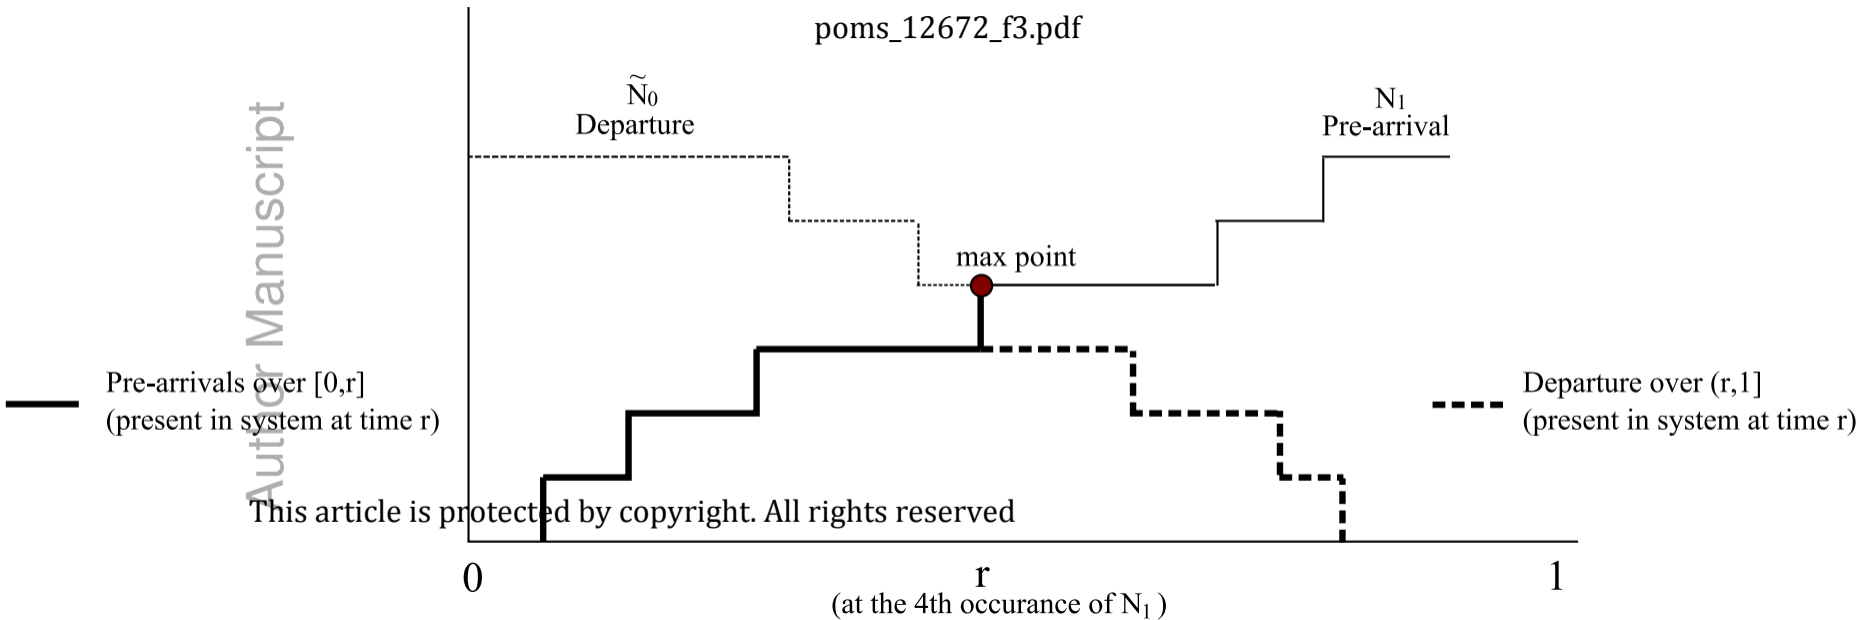 poms_12672_f3.pdf
Ñ0
Departure
N1
Pre-arrival
max point
Author Manuscript
Pre-arrivals over [0,r]
(present in system at time r)
Departure over (r,1]
(present in system at time r)
This article is protected by copyright. All rights reserved
0
r
1
(at the 4th occurance of N1 )